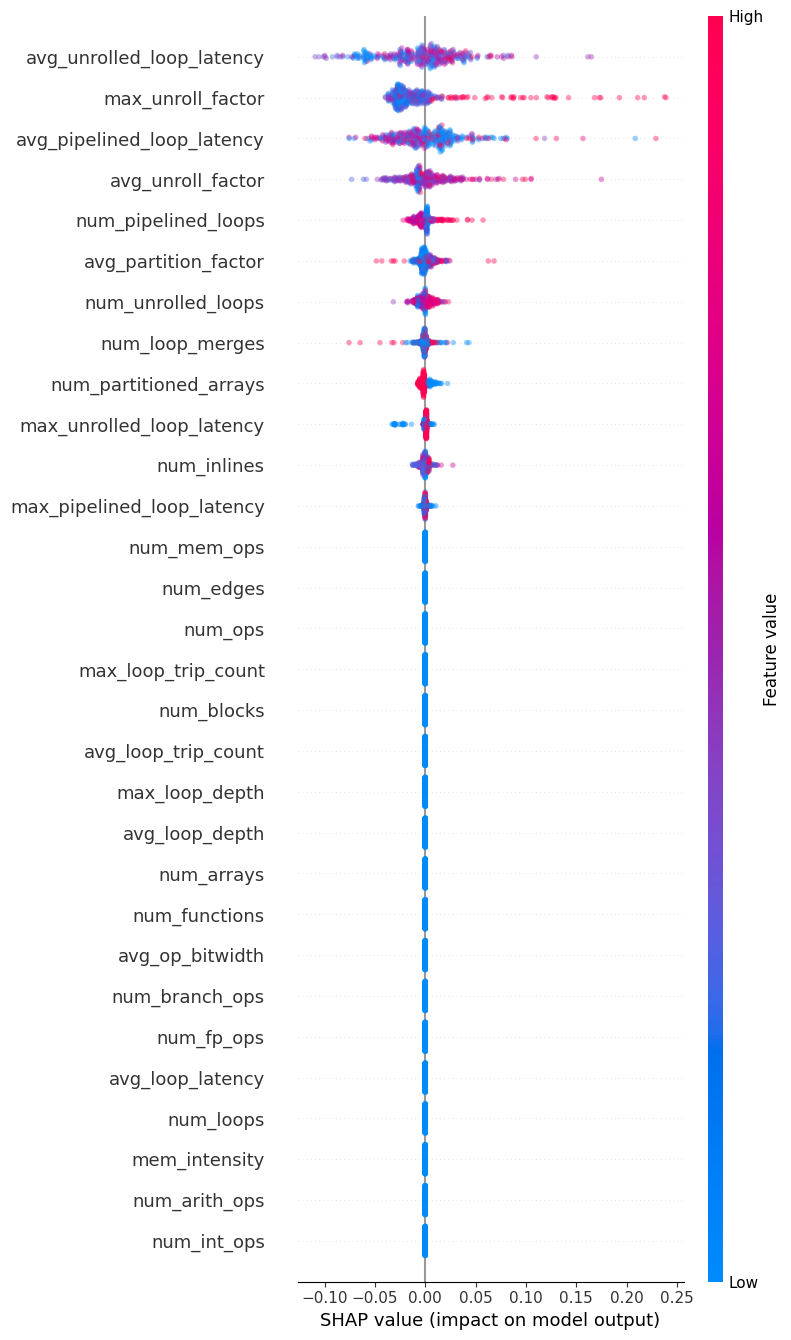 High
avg_unrolled_loop_latency
max_unroll_factor
avg_pipelined_loop_latency
avg_unroll_factor
num_pipelined_loops
avg_partition_factor
num_unrolled_loops
num_loop_merges
num_partitioned_arrays
max_unrolled_loop_latency
num_inlines
max_pipelined_loop_latency
num_mem_ops
num_edges
num_ops
max_loop_trip_count
num_blocks
avg_loop_trip_count
max_loop_depth
avg_loop_depth
num_arrays
num_functions
avg_op_bitwidth
num_branch_ops
num_fp_ops
avg_loop_latency
num_loops
mem_intensity
num_arith_ops
num_int_ops
Feature value
Low
−0.10 −0.05 0.00 0.05 0.10 0.15 0.20 0.25
SHAP value (impact on model output)